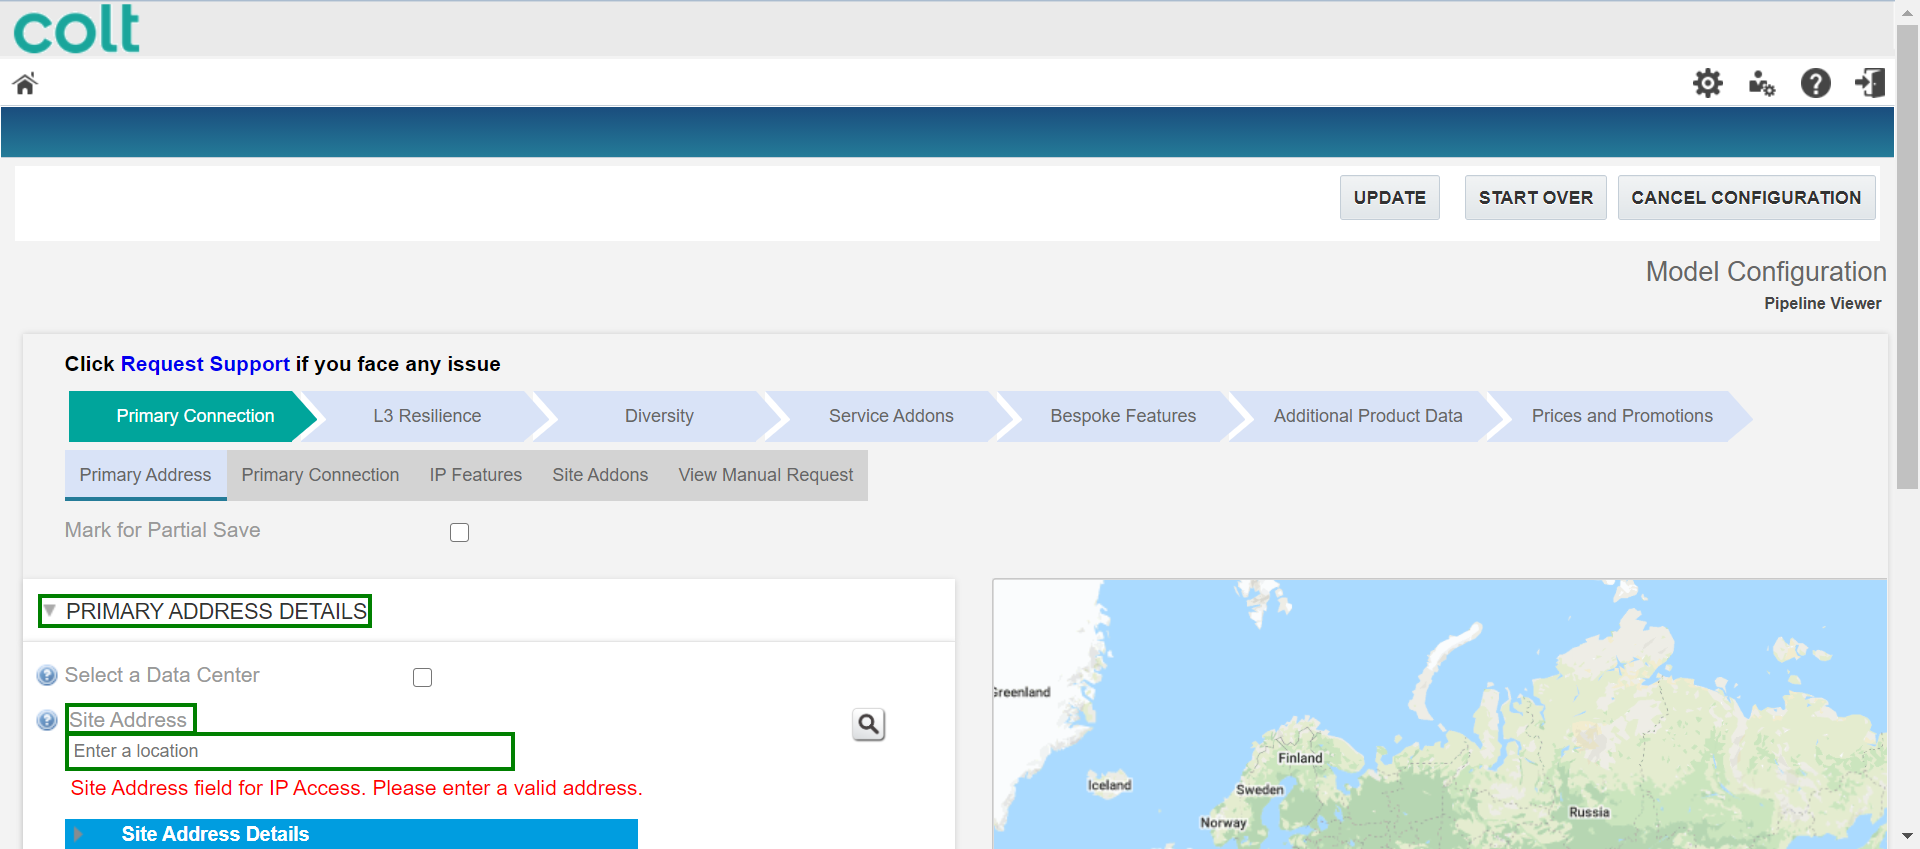 colt
UPDATE
START OVER
CANCEL CONFIGURATION
Model Configuration
Pipeline Viewer
Click Request Support if you face any issue
Primary Connection
L3 Resilience
Diversity
Service Addons
Bespoke Features
Additional Product Data
Prices and Promotions
Primary Address
Primary Connection
IP Features
Site Addons
View Manual Request
Mark for Partial Save
PRIMARY ADDRESS DETAILS
Select a Data Center
Site Address
Enter a location
Site Address field for IP Access. Please enter a valid address.
Site Address Details
Greenland
Finland
Iceland
Sweden
Norway
Russia